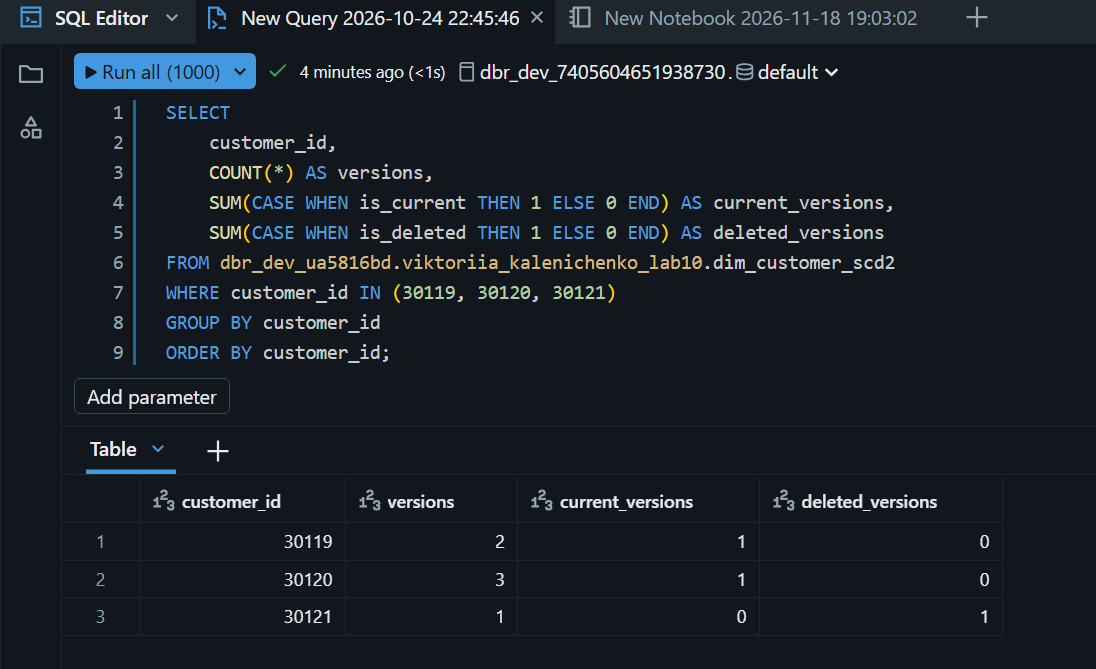 SQL Editor New Query 2026-10-24 22:45:46 New Notebook 2026-11-18 19:03:02
Run all (1000) 4 minutes ago (<1s) dbr_dev_7405604651938730. default
1 SELECT
2 customer_id,
3 COUNT(*) AS versions,
4 SUM(CASE WHEN is_current THEN 1 ELSE 0 END) AS current_versions,
5 SUM(CASE WHEN is_deleted THEN 1 ELSE 0 END) AS deleted_versions
6 FROM dbr_dev_ua5816bd.viktoriia_kalenichenko_lab10.dim_customer_scd2
7 WHERE customer_id IN (30119, 30120, 30121)
8 GROUP BY customer_id
9 ORDER BY customer_id;
Add parameter
Table
123 customer_id 123 versions 123 current_versions 123 deleted_versions
1 30119 2 1 0
2 30120 3 1 0
3 30121 1 0 1